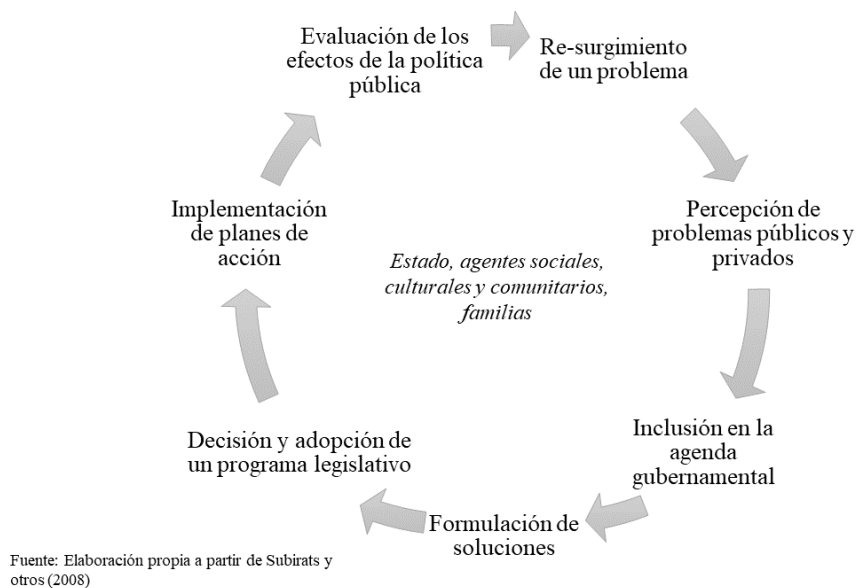 Evaluación de los
efectos de la política
pública
Re-surgimiento
de un problema
Percepción de
problemas públicos y
privados
Inclusión en la
agenda
gubernamental
Formulación de
soluciones
Decisión y adopción de
un programa legislativo
Implementación
de planes de
acción
Estado, agentes sociales,
culturales y comunitarios,
familias
Fuente: Elaboración propia a partir de Subirats y
otros (2008)